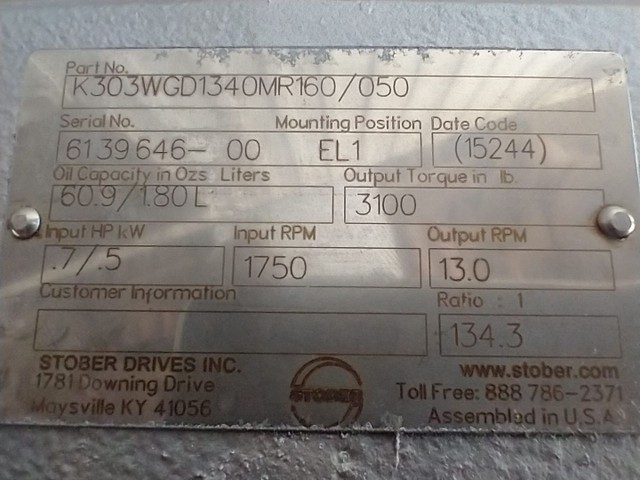 Part No.
K303WGD1340MR160/050
Serial No. Mounting Position Date Code
6139646-00 EL1 (15244)
Oil Capacity in Ozs Liters Output Torque in lb.
60.9/1.80 L 3100
Input HP kW Input RPM Output RPM
.7/.5 1750 13.0
Customer Information Ratio : 1
134.3
STOBER DRIVES INC. www.stober.com
1781 Downing Drive STOBER Toll Free: 888 786-2371
Maysville KY 41056 Assembled in U.S.A.